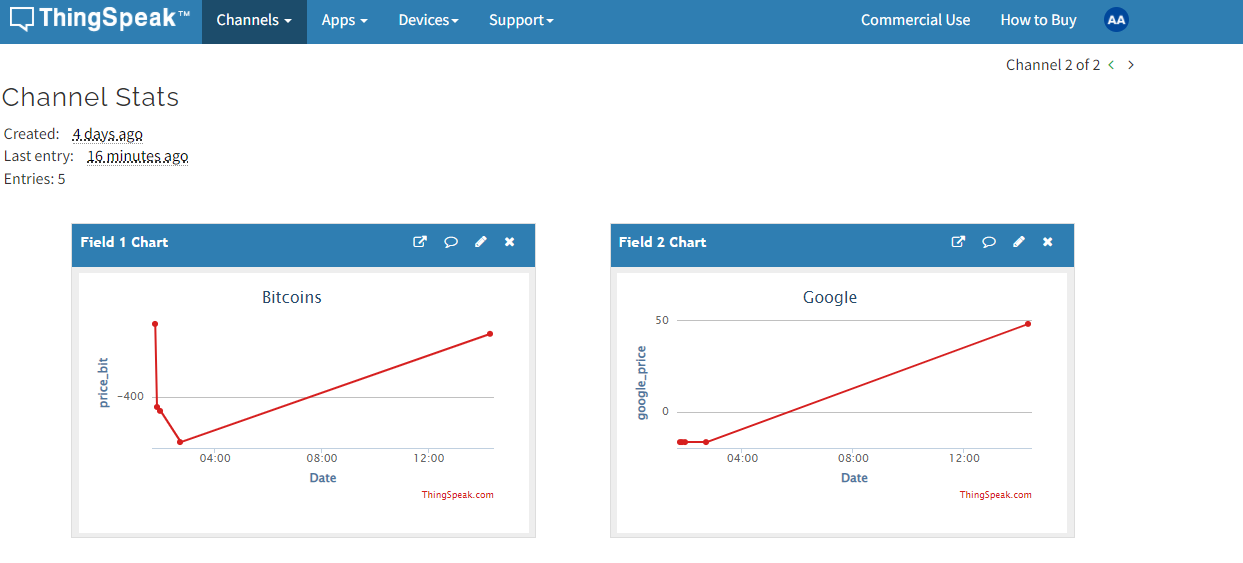 ThingSpeak™ Channels Apps Devices Support Commercial Use How to Buy AA
Channel 2 of 2 < >
Channel Stats
Created: 4 days ago
Last entry: 16 minutes ago
Entries: 5
Field 1 Chart
Bitcoins
price_bit
-400
04:00 08:00 12:00
Date
ThingSpeak.com
Field 2 Chart
Google
google_price
50
0
04:00 08:00 12:00
Date
ThingSpeak.com